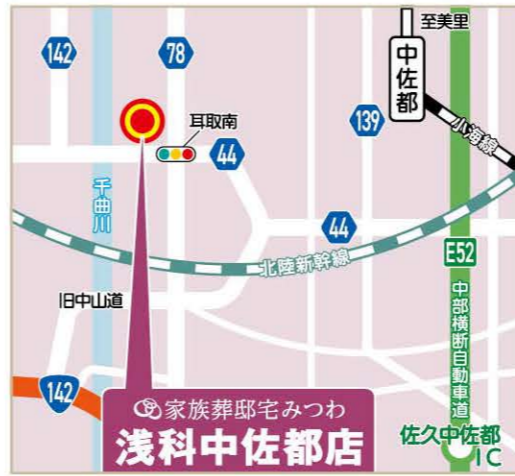 至美里
142
78
中佐都
耳取南
139
小海線
44
千曲川
44
北陸新幹線
E52
旧中山道
中部横断自動車道
142
家族葬邸宅みつわ
浅科中佐都店
佐久中佐都
IC